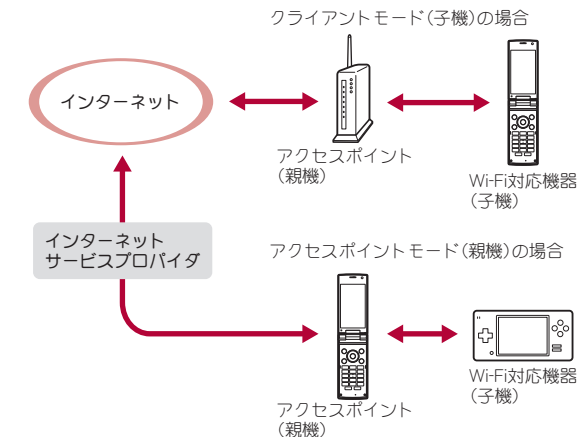 クライアントモード(子機)の場合
インターネット
アクセスポイント
(親機)
Wi-Fi対応機器
(子機)
インターネット
サービスプロバイダ
アクセスポイントモード(親機)の場合
Wi-Fi対応機器
(子機)
アクセスポイント
(親機)